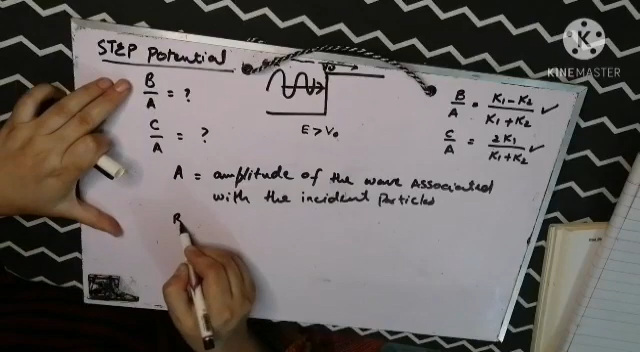 STEP Potential
B/A = ?
C/A = ?
E > V₀
B/A = K₁ - K₂ / K₁ + K₂ ✓
C/A = 2K₁ / K₁ + K₂ ✓
A = amplitude of the wave Associated
with the incident particles
B
KINEMASTER